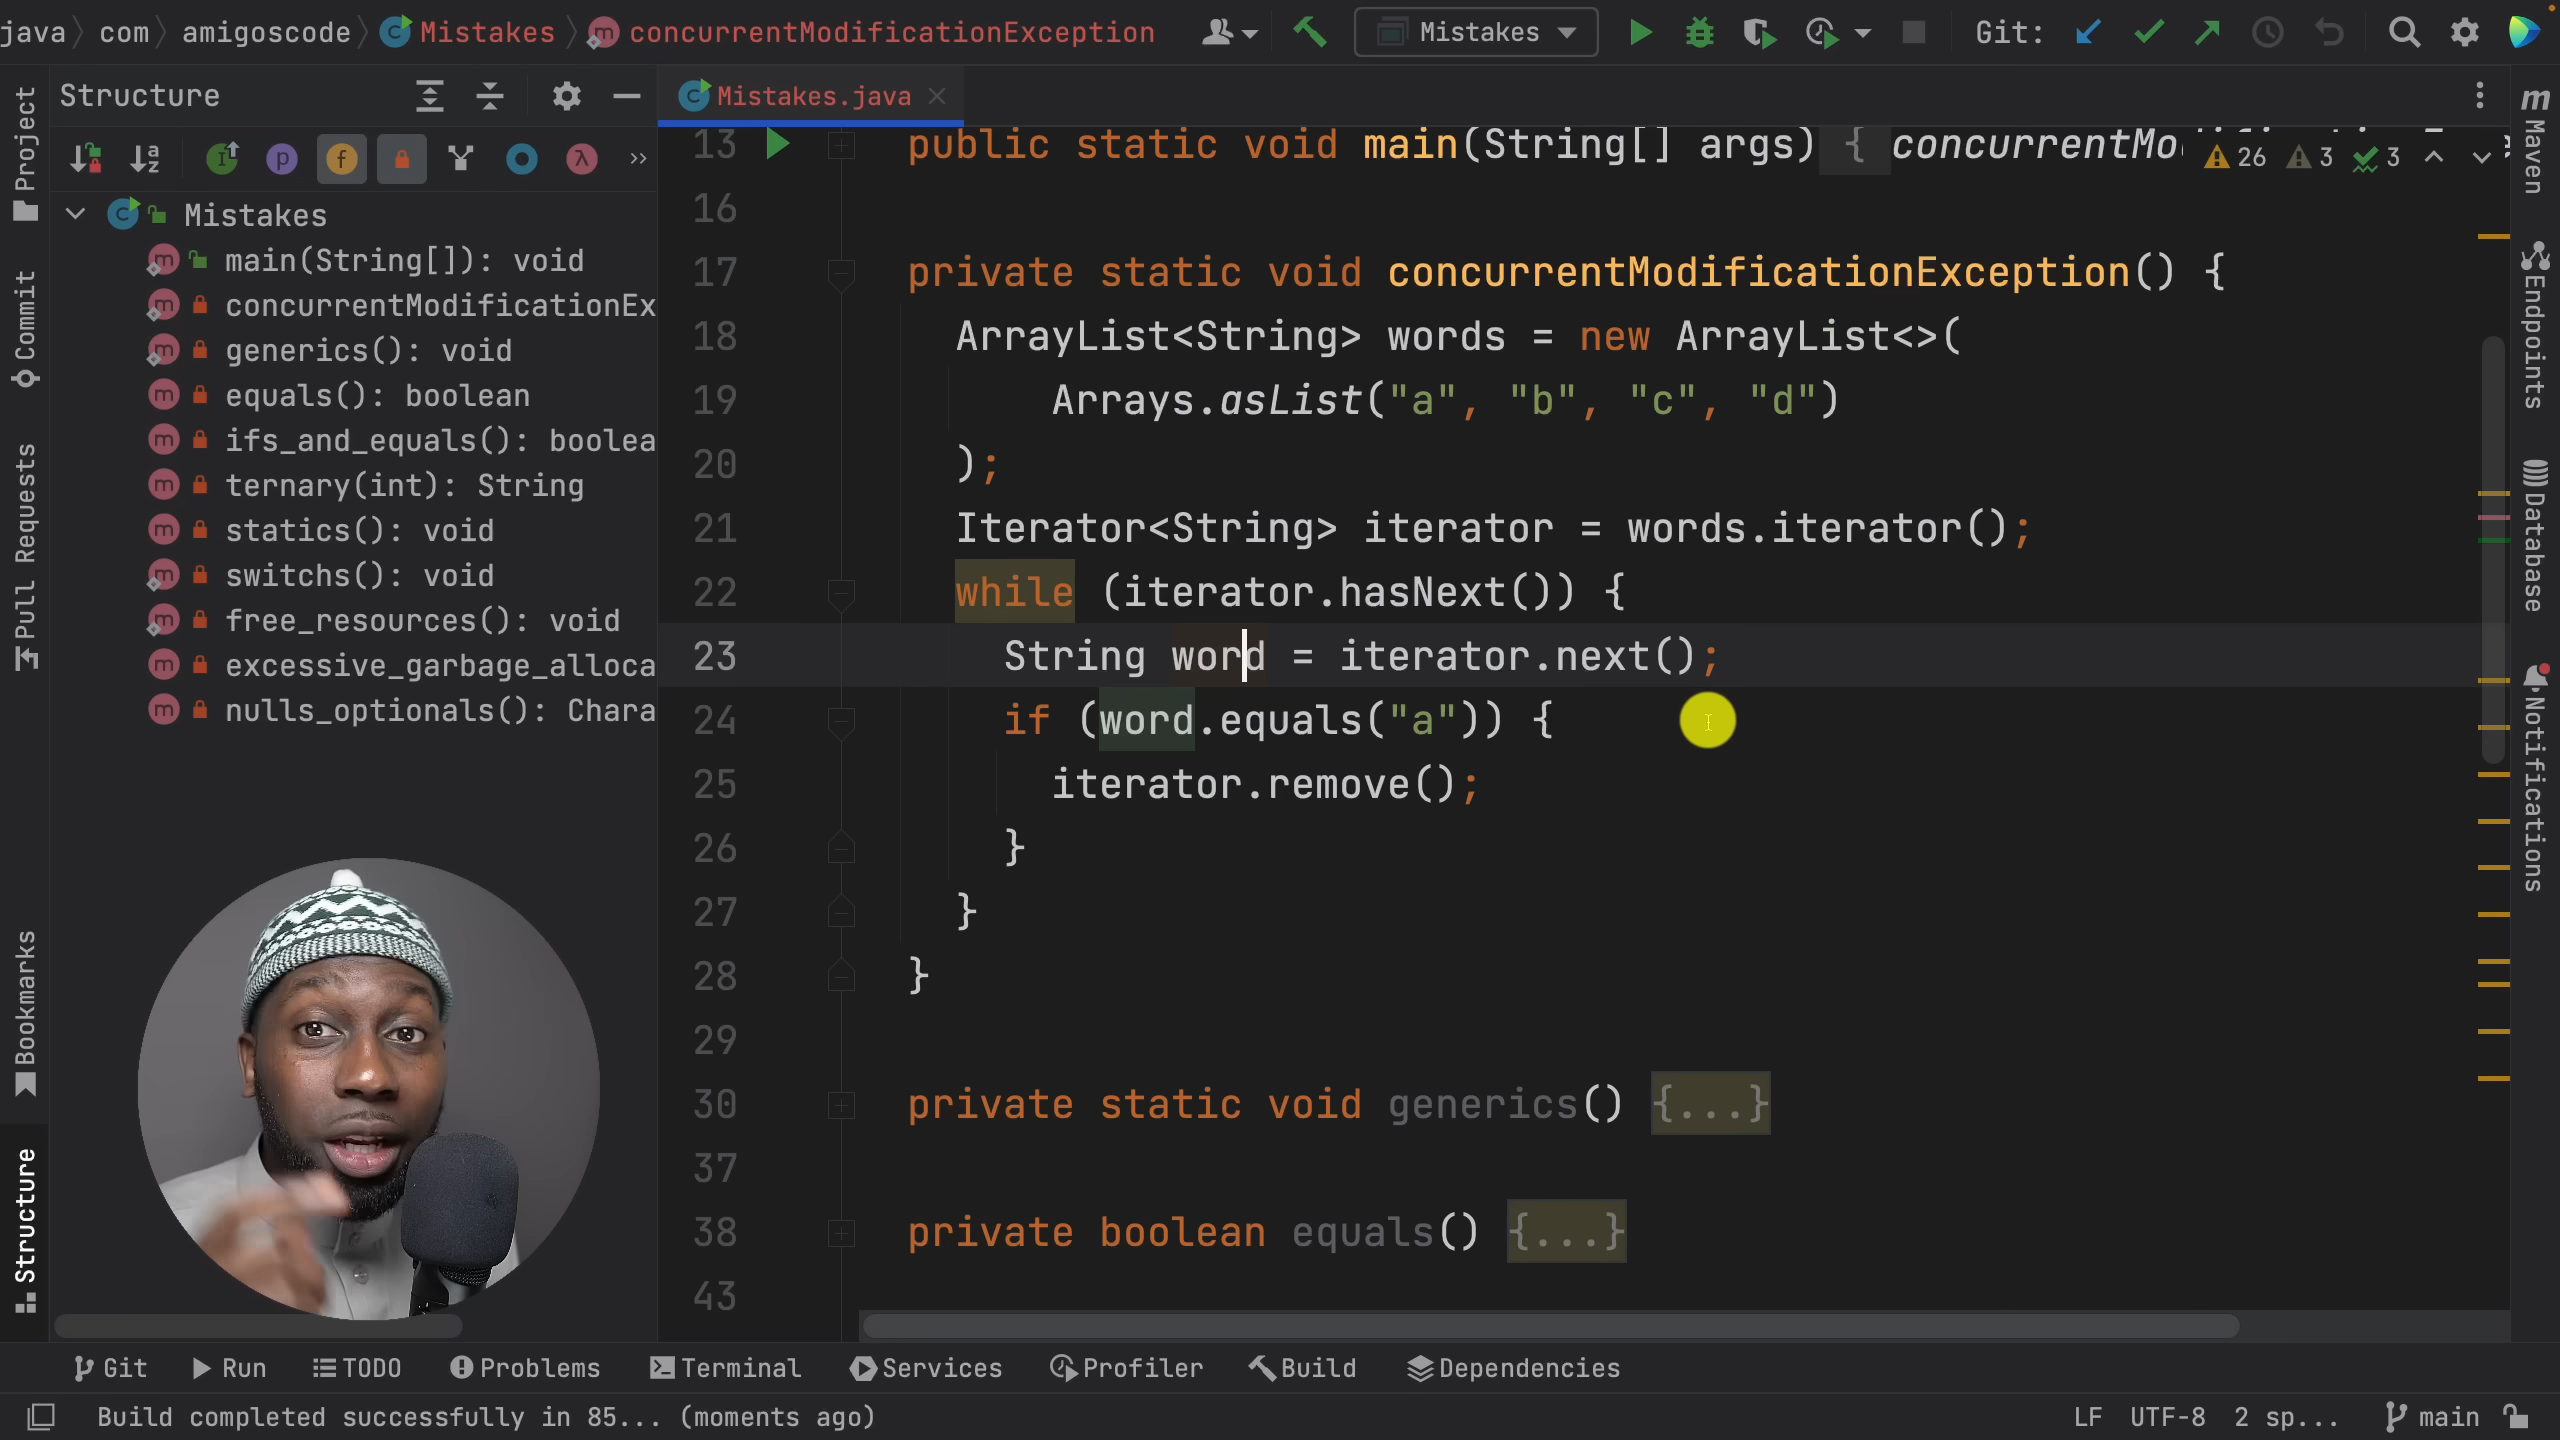 java
com
amigoscode
Mistakes
concurrentModificationException
Mistakes
Git:
Structure
Mistakes.java
Mistakes
main(String[]): void
concurrentModificationEx
generics(): void
equals(): boolean
ifs_and_equals(): boolea
ternary(int): String
statics(): void
switchs(): void
free_resources(): void
excessive_garbage_alloca
nulls_optionals(): Chara
13 public static void main(String[] args) { concurrentMo
26 3 3
16
17 private static void concurrentModificationException() {
18 ArrayList<String> words = new ArrayList<>(
19 Arrays.asList("a", "b", "c", "d")
20 );
21 Iterator<String> iterator = words.iterator();
22 while (iterator.hasNext()) {
23 String word = iterator.next();
24 if (word.equals("a")) {
25 iterator.remove();
26 }
27 }
28 }
29
30 private static void generics() {...}
37
38 private boolean equals() {...}
43
Project
Commit
Pull Requests
Bookmarks
Structure
Maven
Endpoints
Database
Notifications
Git
Run
TODO
Problems
Terminal
Services
Profiler
Build
Dependencies
Build completed successfully in 85... (moments ago)
LF UTF-8 2 sp... main